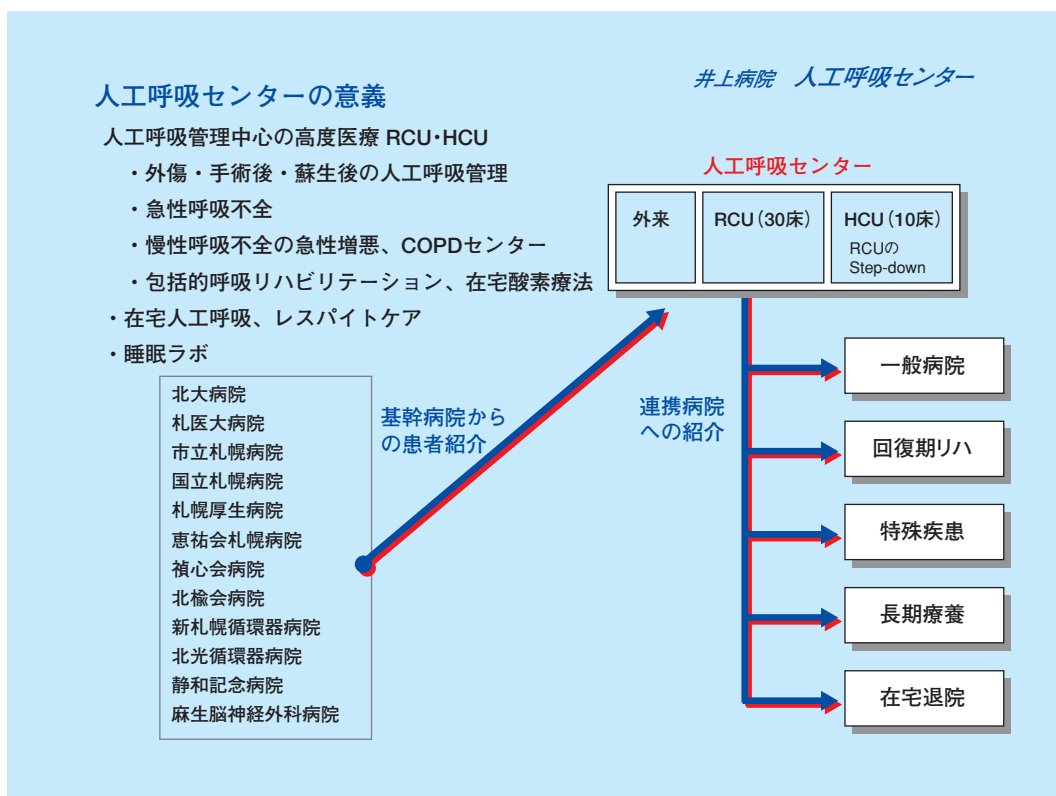 井上病院 人工呼吸センター
人工呼吸センターの意義
人工呼吸管理中心の高度医療 RCU・HCU
・外傷・手術後・蘇生後の人工呼吸管理
・急性呼吸不全
・慢性呼吸不全の急性増悪、COPDセンター
・包括的呼吸リハビリテーション、在宅酸素療法
・在宅人工呼吸、レスパイトケア
・睡眠ラボ
北大病院
札医大病院
市立札幌病院
国立札幌病院
札幌厚生病院
恵祐会札幌病院
禎心会病院
北楡会病院
新札幌循環器病院
北光循環器病院
静和記念病院
麻生脳神経外科病院
基幹病院から
の患者紹介
人工呼吸センター
外来
RCU（30床）
HCU（10床）
RCUの
Step-down
連携病院
への紹介
一般病院
回復期リハ
特殊疾患
長期療養
在宅退院